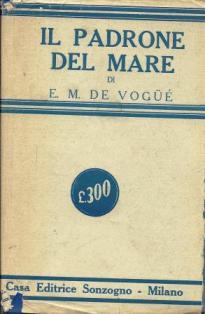 IL PADRONE
DEL MARE
DI
E. M. DE VOGÜÉ
£.300
Casa Editrice Sonzogno - Milano